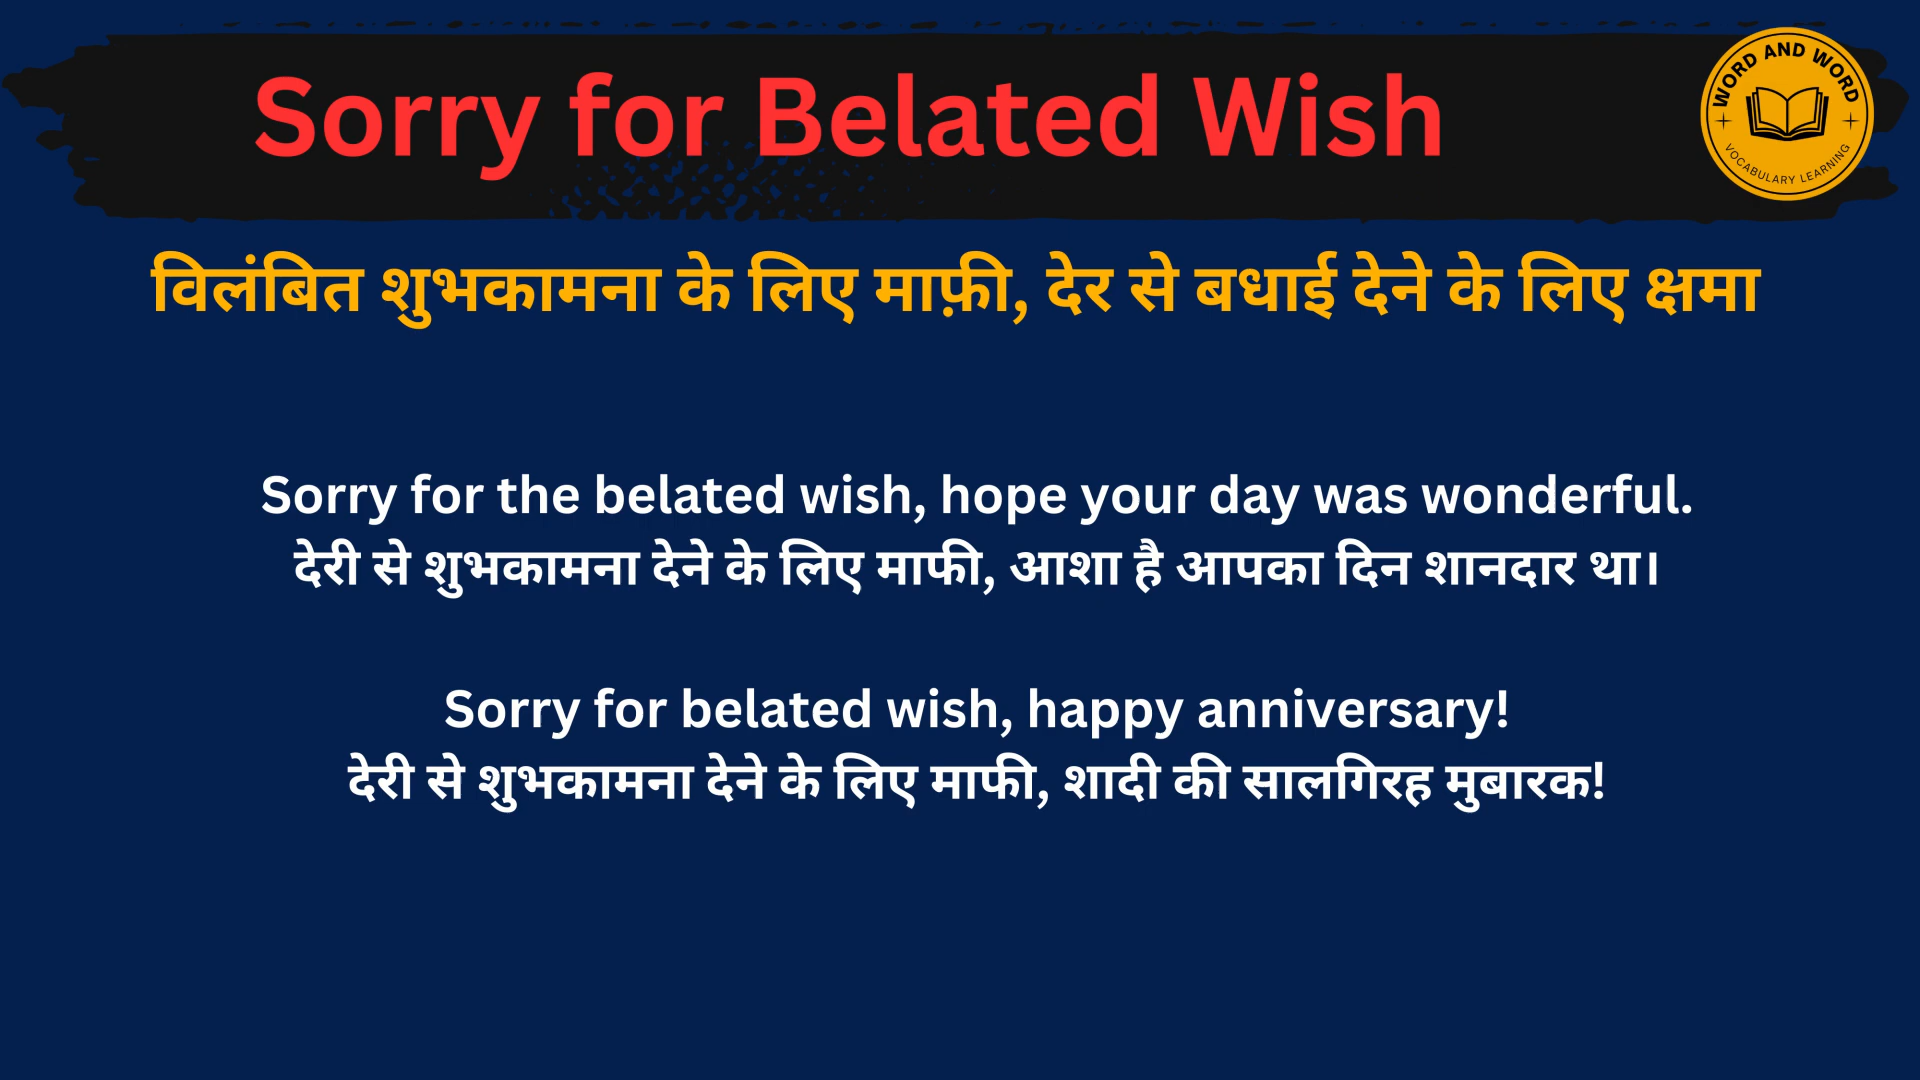 Sorry for Belated Wish
WORD AND WORD
VOCABULARY LEARNING
विलंबित शुभकामना के लिए माफ़ी, देर से बधाई देने के लिए क्षमा
Sorry for the belated wish, hope your day was wonderful.
देरी से शुभकामना देने के लिए माफी, आशा है आपका दिन शानदार था।
Sorry for belated wish, happy anniversary!
देरी से शुभकामना देने के लिए माफी, शादी की सालगिरह मुबारक!